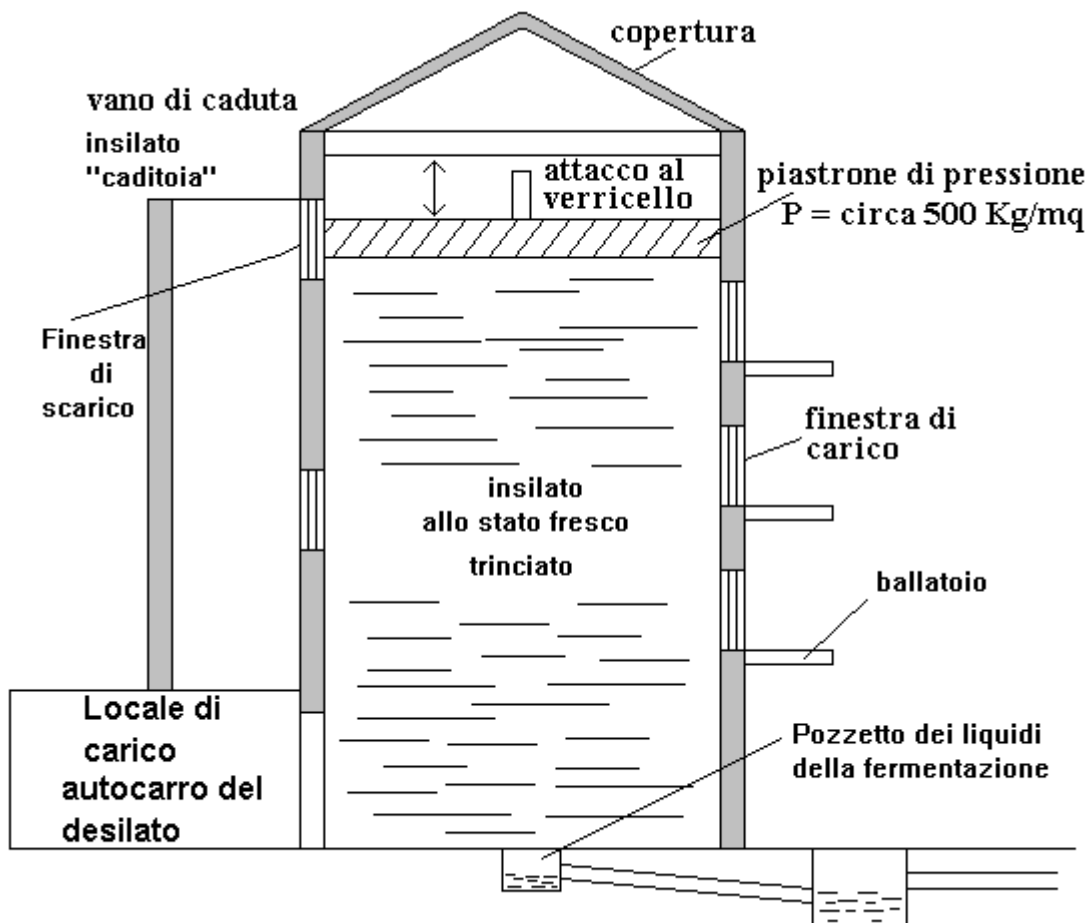 copertura
vano di caduta
insilato
"caditoia"
attacco al
verricello
piastrone di pressione
P = circa 500 Kg/mq
Finestra
di
scarico
finestra di
carico
insilato
allo stato fresco
trinciato
ballatoio
Locale di
carico
autocarro del
desilato
Pozzetto dei liquidi
della fermentazione